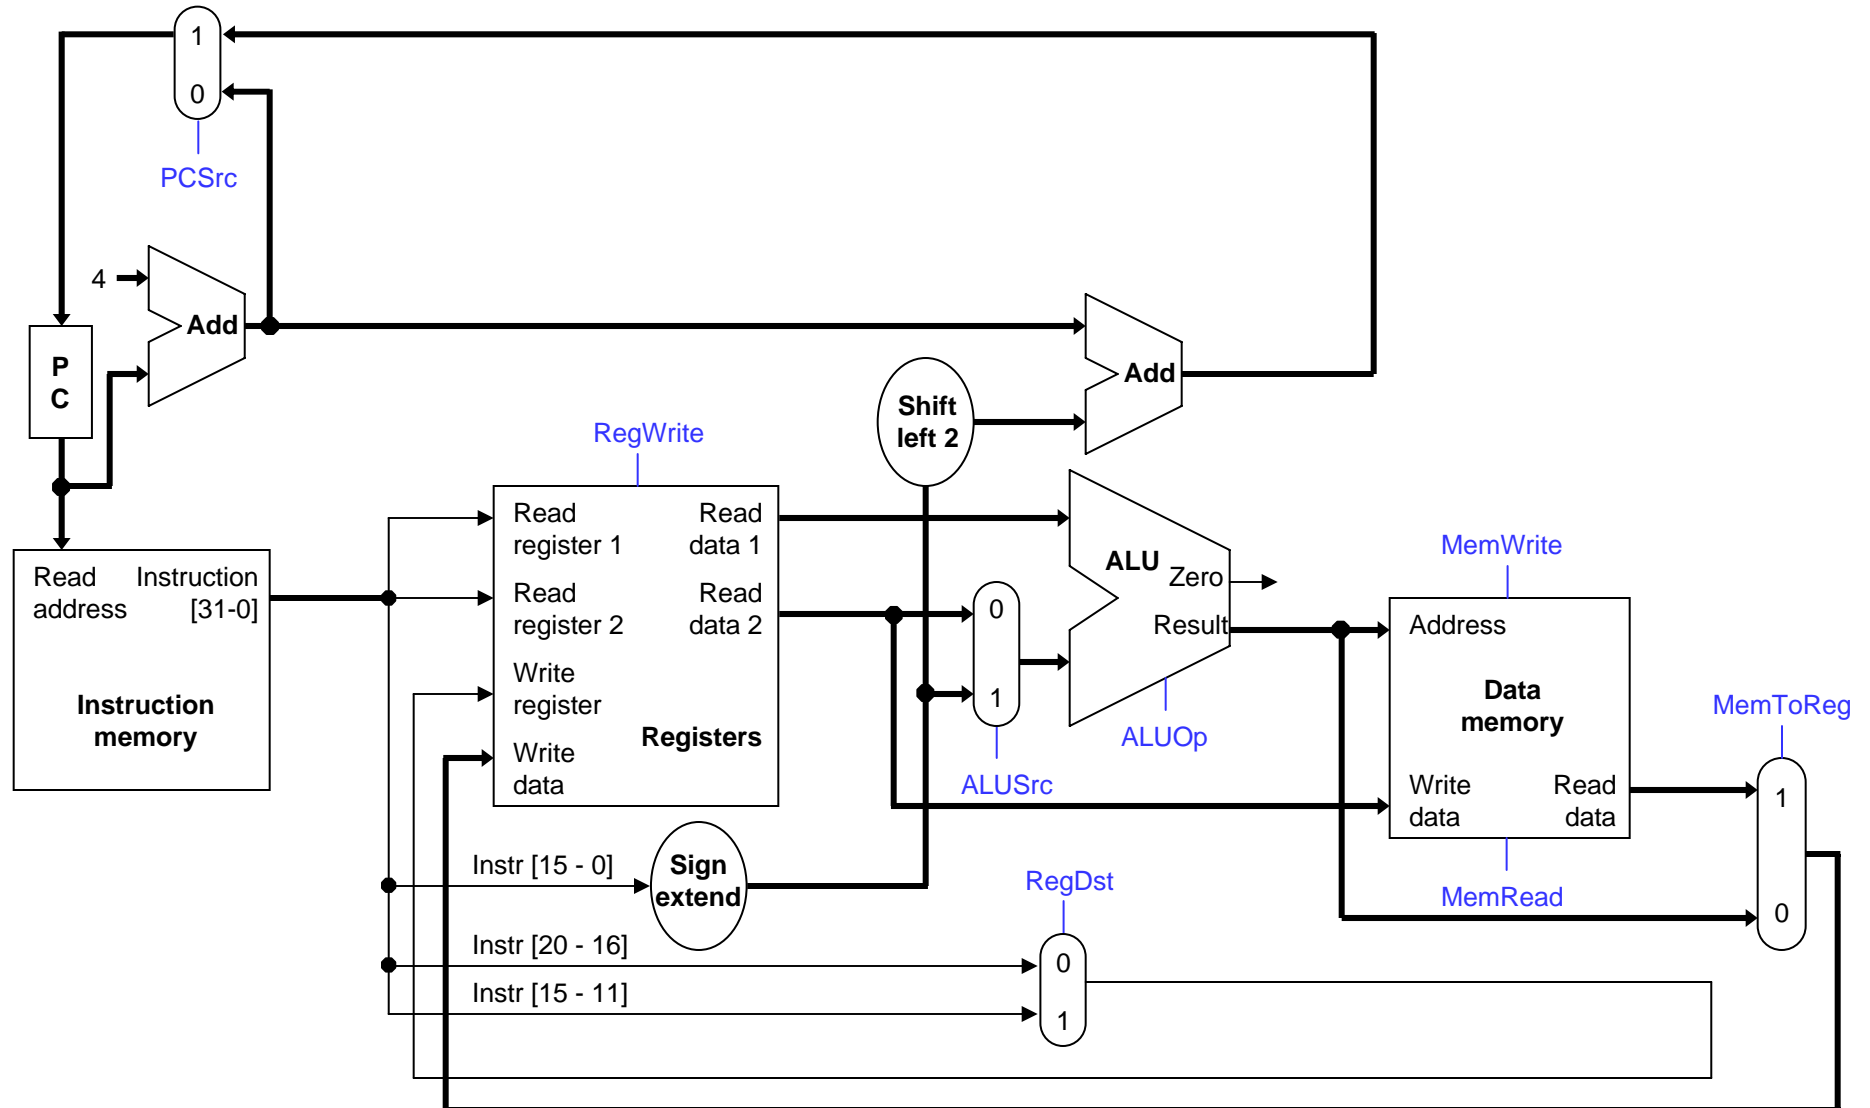 1
0
PCSrc
4
Add
P
C
Add
Shift
left 2
RegWrite
Read
register 1
Read
data 1
Read
register 2
Read
data 2
Write
register
Write
data
Registers
Read
address
Instruction
[31-0]
Instruction
memory
0
1
ALUSrc
ALU
Zero
Result
ALUOp
MemWrite
Address
Data
memory
Write
data
Read
data
MemRead
MemToReg
1
0
Instr [15 - 0]
Sign
extend
RegDst
Instr [20 - 16]
Instr [15 - 11]
0
1